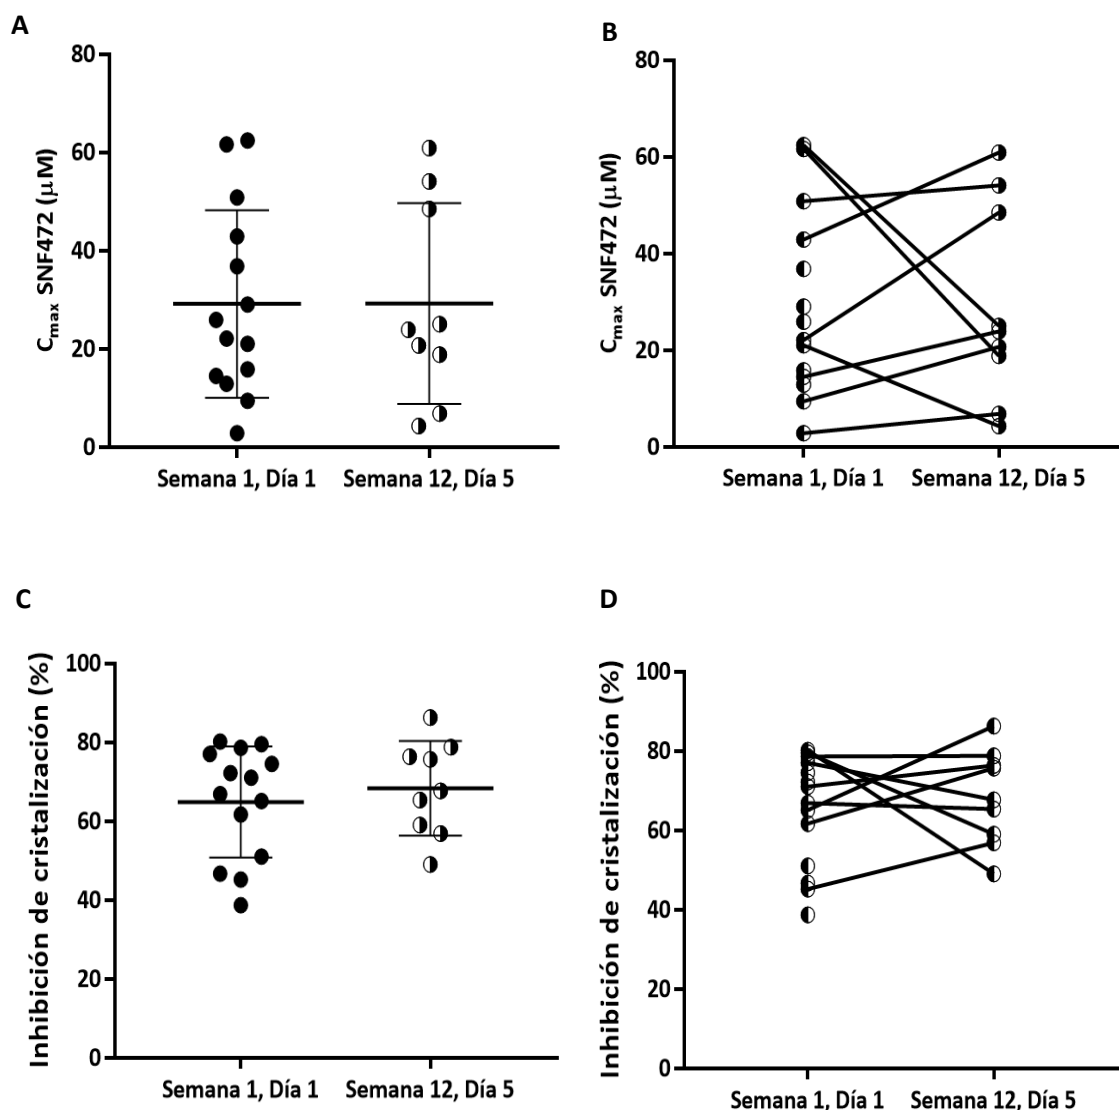 A
80
60
40
20
0
Cmax SNF472 (μM)
Semana 1, Día 1 Semana 12, Día 5
B
80
60
40
20
0
Cmax SNF472 (μM)
Semana 1, Día 1 Semana 12, Día 5
C
100
80
60
40
20
0
Inhibición de cristalización (%)
Semana 1, Día 1 Semana 12, Día 5
D
100
80
60
40
20
0
Inhibición de cristalización (%)
Semana 1, Día 1 Semana 12, Día 5